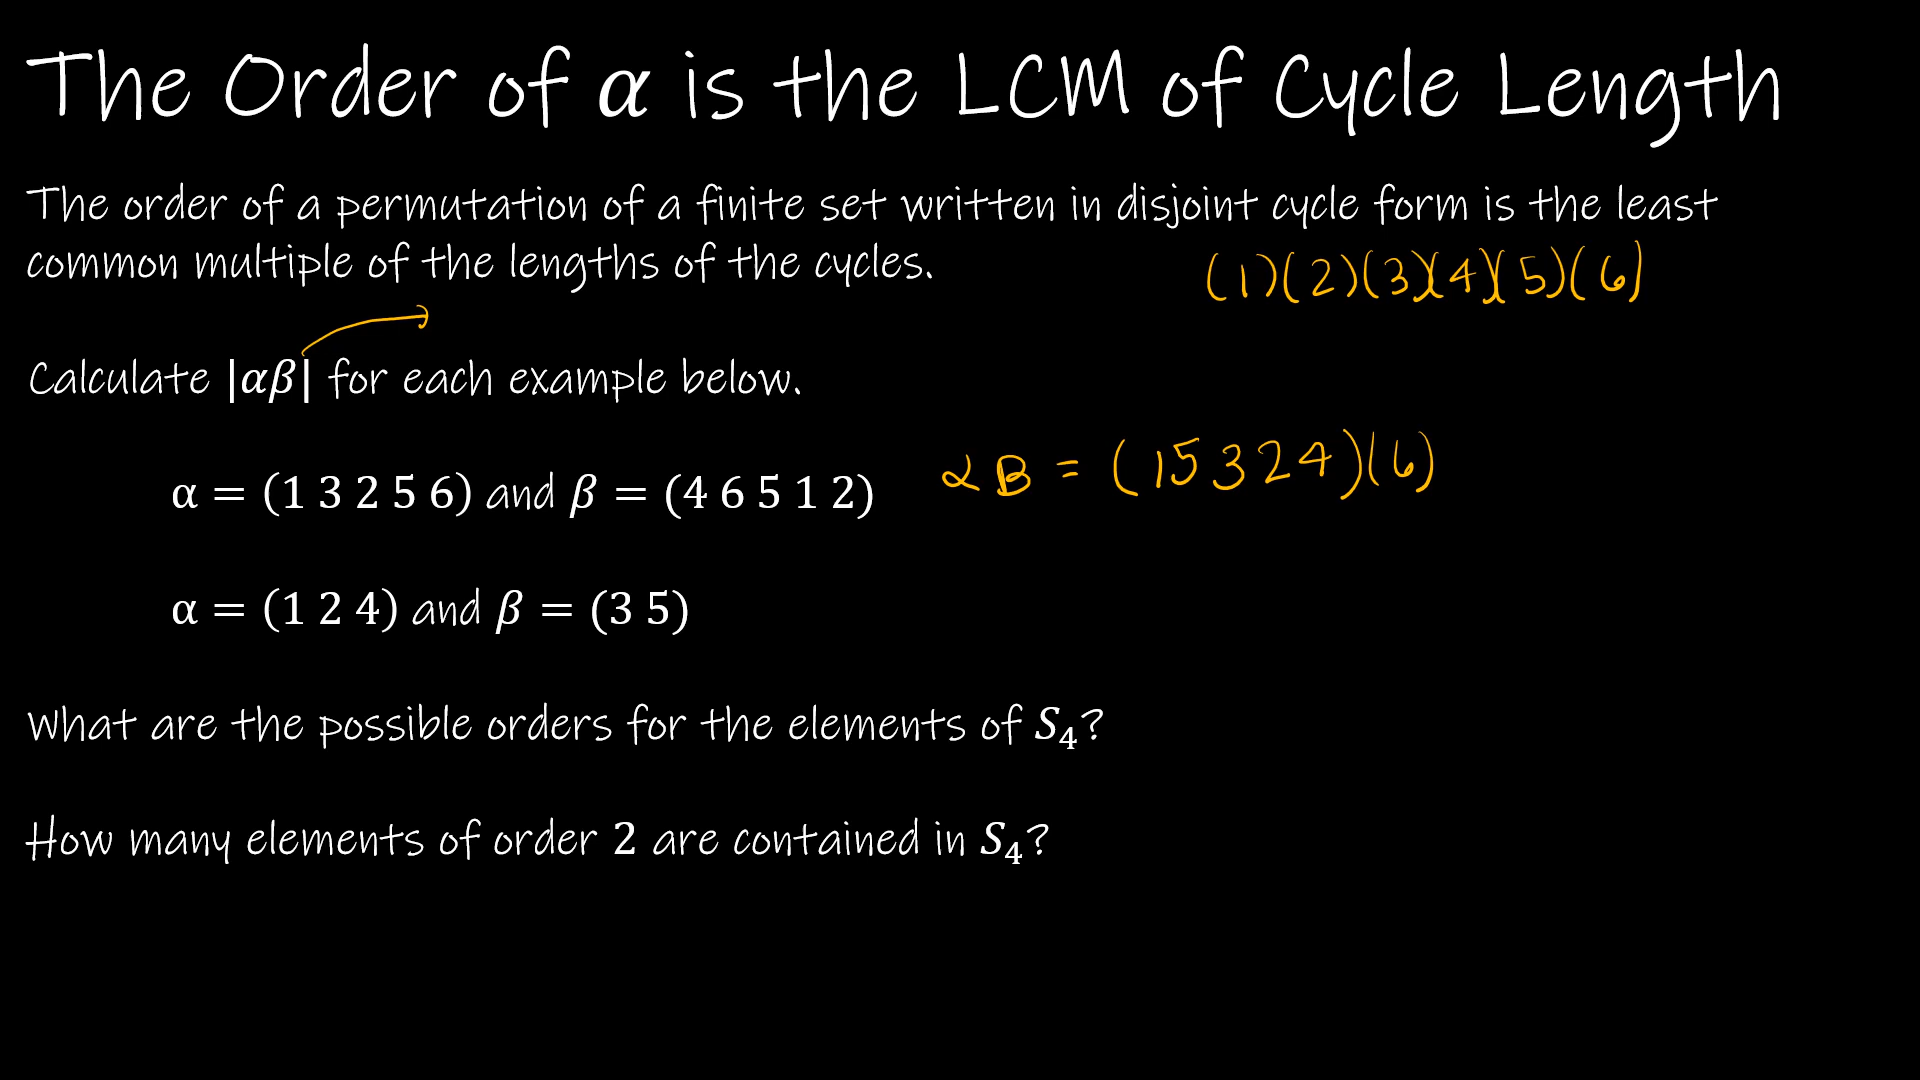 The Order of α is the LCM of Cycle Length
The order of a permutation of a finite set written in disjoint cycle form is the least
common multiple of the lengths of the cycles.
(1)(2)(3)(4)(5)(6)
Calculate |αβ| for each example below.
α = (1 3 2 5 6) and β = (4 6 5 1 2)
αB = (15324)(6)
α = (1 2 4) and β = (3 5)
What are the possible orders for the elements of S₄?
How many elements of order 2 are contained in S₄?